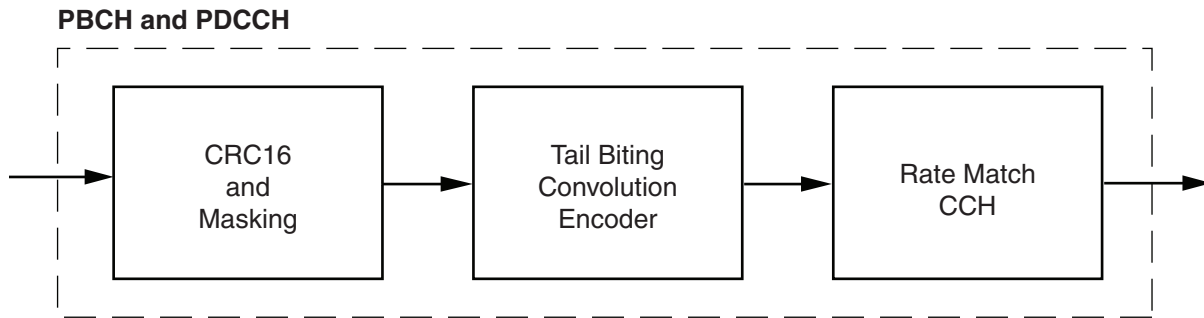 PBCH and PDCCH
CRC16
and
Masking
Tail Biting
Convolution
Encoder
Rate Match
CCH